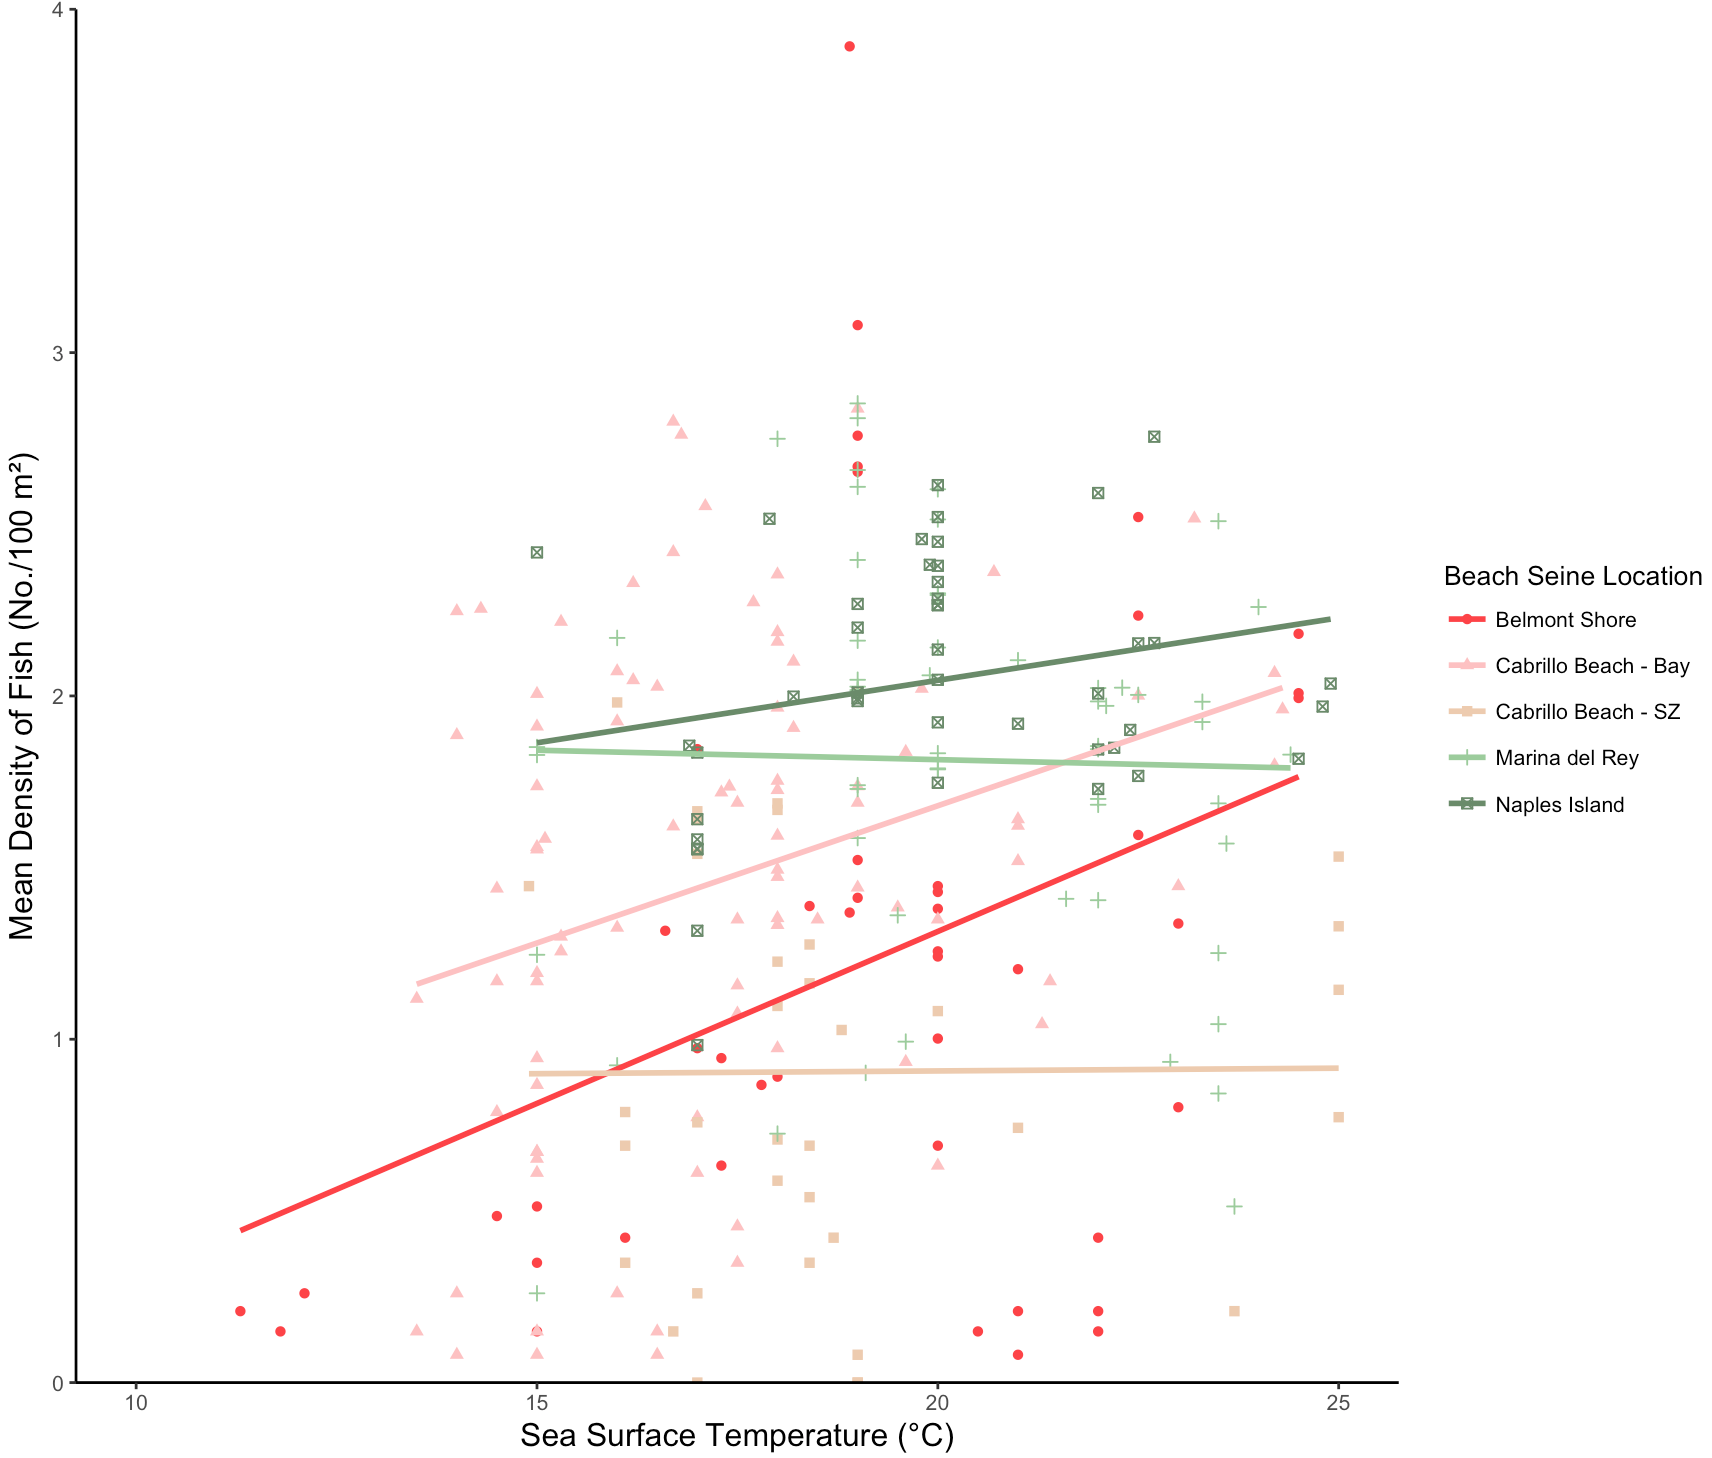 4
3
2
1
0
10
15
20
25
Mean Density of Fish (No./100 m²)
Sea Surface Temperature (°C)
Beach Seine Location
Belmont Shore
Cabrillo Beach - Bay
Cabrillo Beach - SZ
Marina del Rey
Naples Island